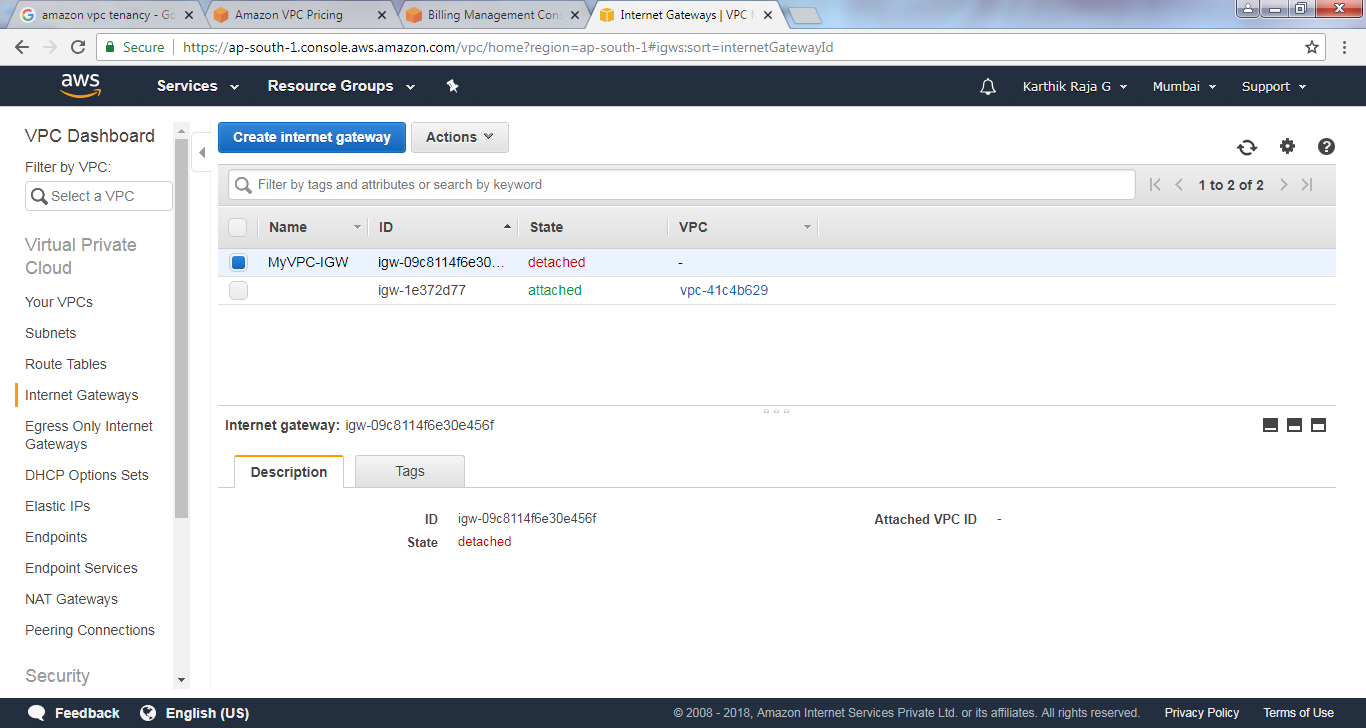 amazon vpc tenancy - Go
Amazon VPC Pricing
Billing Management Con
Internet Gateways | VPC M
Secure
https://ap-south-1.console.aws.amazon.com/vpc/home?region=ap-south-1#igws:sort=internetGatewayId
aws
Services
Resource Groups
Karthik Raja G
Mumbai
Support
VPC Dashboard
Filter by VPC:
Select a VPC
Virtual Private
Cloud
Your VPCs
Subnets
Route Tables
Internet Gateways
Egress Only Internet
Gateways
DHCP Options Sets
Elastic IPs
Endpoints
Endpoint Services
NAT Gateways
Peering Connections
Security
Create internet gateway
Actions
Filter by tags and attributes or search by keyword
1 to 2 of 2
Name ID State VPC
MyVPC-IGW igw-09c8114f6e30… detached -
igw-1e372d77 attached vpc-41c4b629
Internet gateway: igw-09c8114f6e30e456f
Description
Tags
ID igw-09c8114f6e30e456f
Attached VPC ID -
State detached
Feedback
English (US)
© 2008 - 2018, Amazon Internet Services Private Ltd. or its affiliates. All rights reserved.
Privacy Policy
Terms of Use